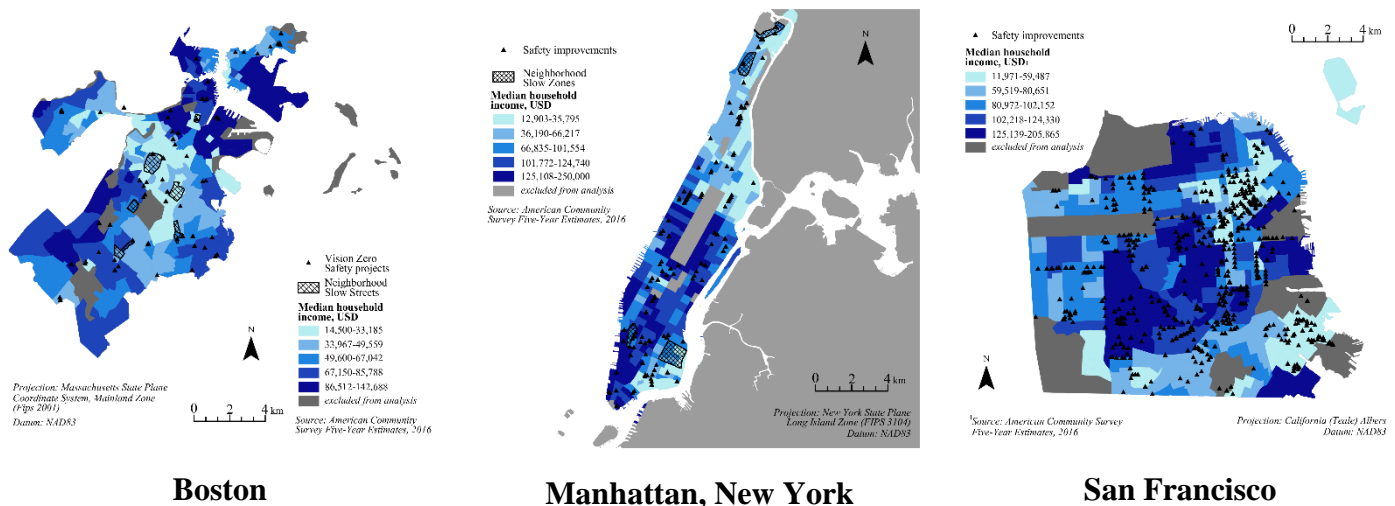 ▲ Vision Zero
Safety projects
Neighborhood
Slow Streets
Median household
income, USD
14,500-33,185
33,967-49,559
49,600-67,042
67,150-85,788
86,512-142,688
excluded from analysis
Source: American Community
Survey Five-Year Estimates, 2016
N
0 2 4 km
Projection: Massachusetts State Plane
Coordinate System, Mainland Zone
(Fips 2001)
Datum: NAD83
Boston
▲ Safety improvements
Neighborhood
Slow Zones
Median household
income, USD
12,903-35,795
36,190-66,217
66,835-101,554
101,772-124,740
125,108-250,000
excluded from analysis
Source: American Community
Survey Five-Year Estimates, 2016
N
0 2 4 km
Projection: New York State Plane
Long Island Zone (FIPS 3104)
Datum: NAD83
Manhattan, New York
▲ Safety improvements
Median household
income, USD1
11,971-59,487
59,519-80,651
80,972-102,152
102,218-124,330
125,139-205,865
excluded from analysis
0 2 4
km
N
1Source: American Community Survey
Five-Year Estimates, 2016
Projection: California (Teale) Albers
Datum: NAD83
San Francisco